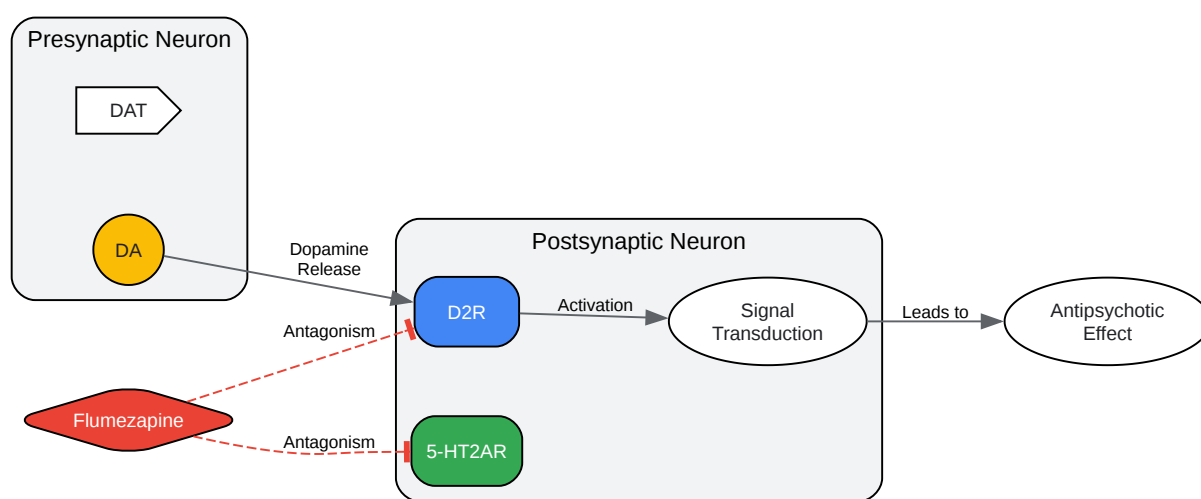 Presynaptic Neuron
DAT
DA
Dopamine
Release
Postsynaptic Neuron
D2R
Activation
Signal
Transduction
Leads to
Antipsychotic
Effect
Antagonism
Flumezapine
Antagonism
5-HT2AR